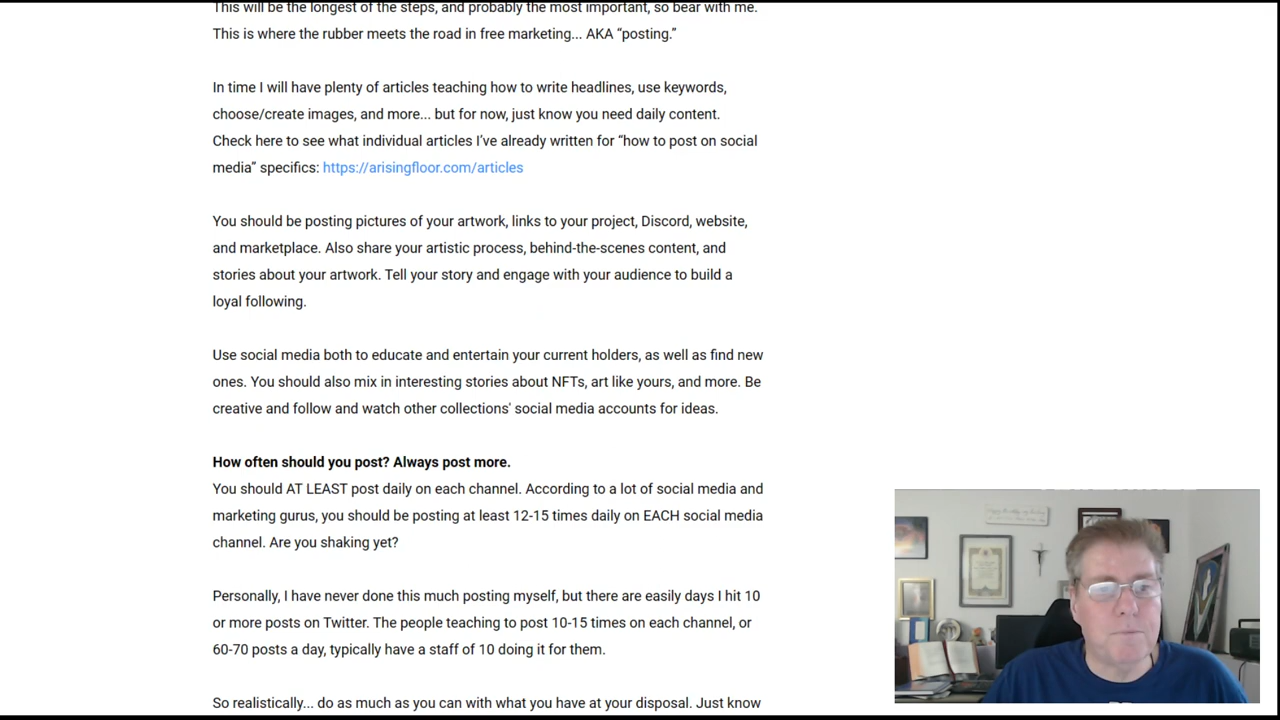 This will be the longest of the steps, and probably the most important, so bear with me.
This is where the rubber meets the road in free marketing... AKA “posting.”
In time I will have plenty of articles teaching how to write headlines, use keywords,
choose/create images, and more... but for now, just know you need daily content.
Check here to see what individual articles I’ve already written for “how to post on social
media” specifics: https://arisingfloor.com/articles
You should be posting pictures of your artwork, links to your project, Discord, website,
and marketplace. Also share your artistic process, behind-the-scenes content, and
stories about your artwork. Tell your story and engage with your audience to build a
loyal following.
Use social media both to educate and entertain your current holders, as well as find new
ones. You should also mix in interesting stories about NFTs, art like yours, and more. Be
creative and follow and watch other collections' social media accounts for ideas.
How often should you post? Always post more.
You should AT LEAST post daily on each channel. According to a lot of social media and
marketing gurus, you should be posting at least 12-15 times daily on EACH social media
channel. Are you shaking yet?
Personally, I have never done this much posting myself, but there are easily days I hit 10
or more posts on Twitter. The people teaching to post 10-15 times on each channel, or
60-70 posts a day, typically have a staff of 10 doing it for them.
So realistically... do as much as you can with what you have at your disposal. Just know